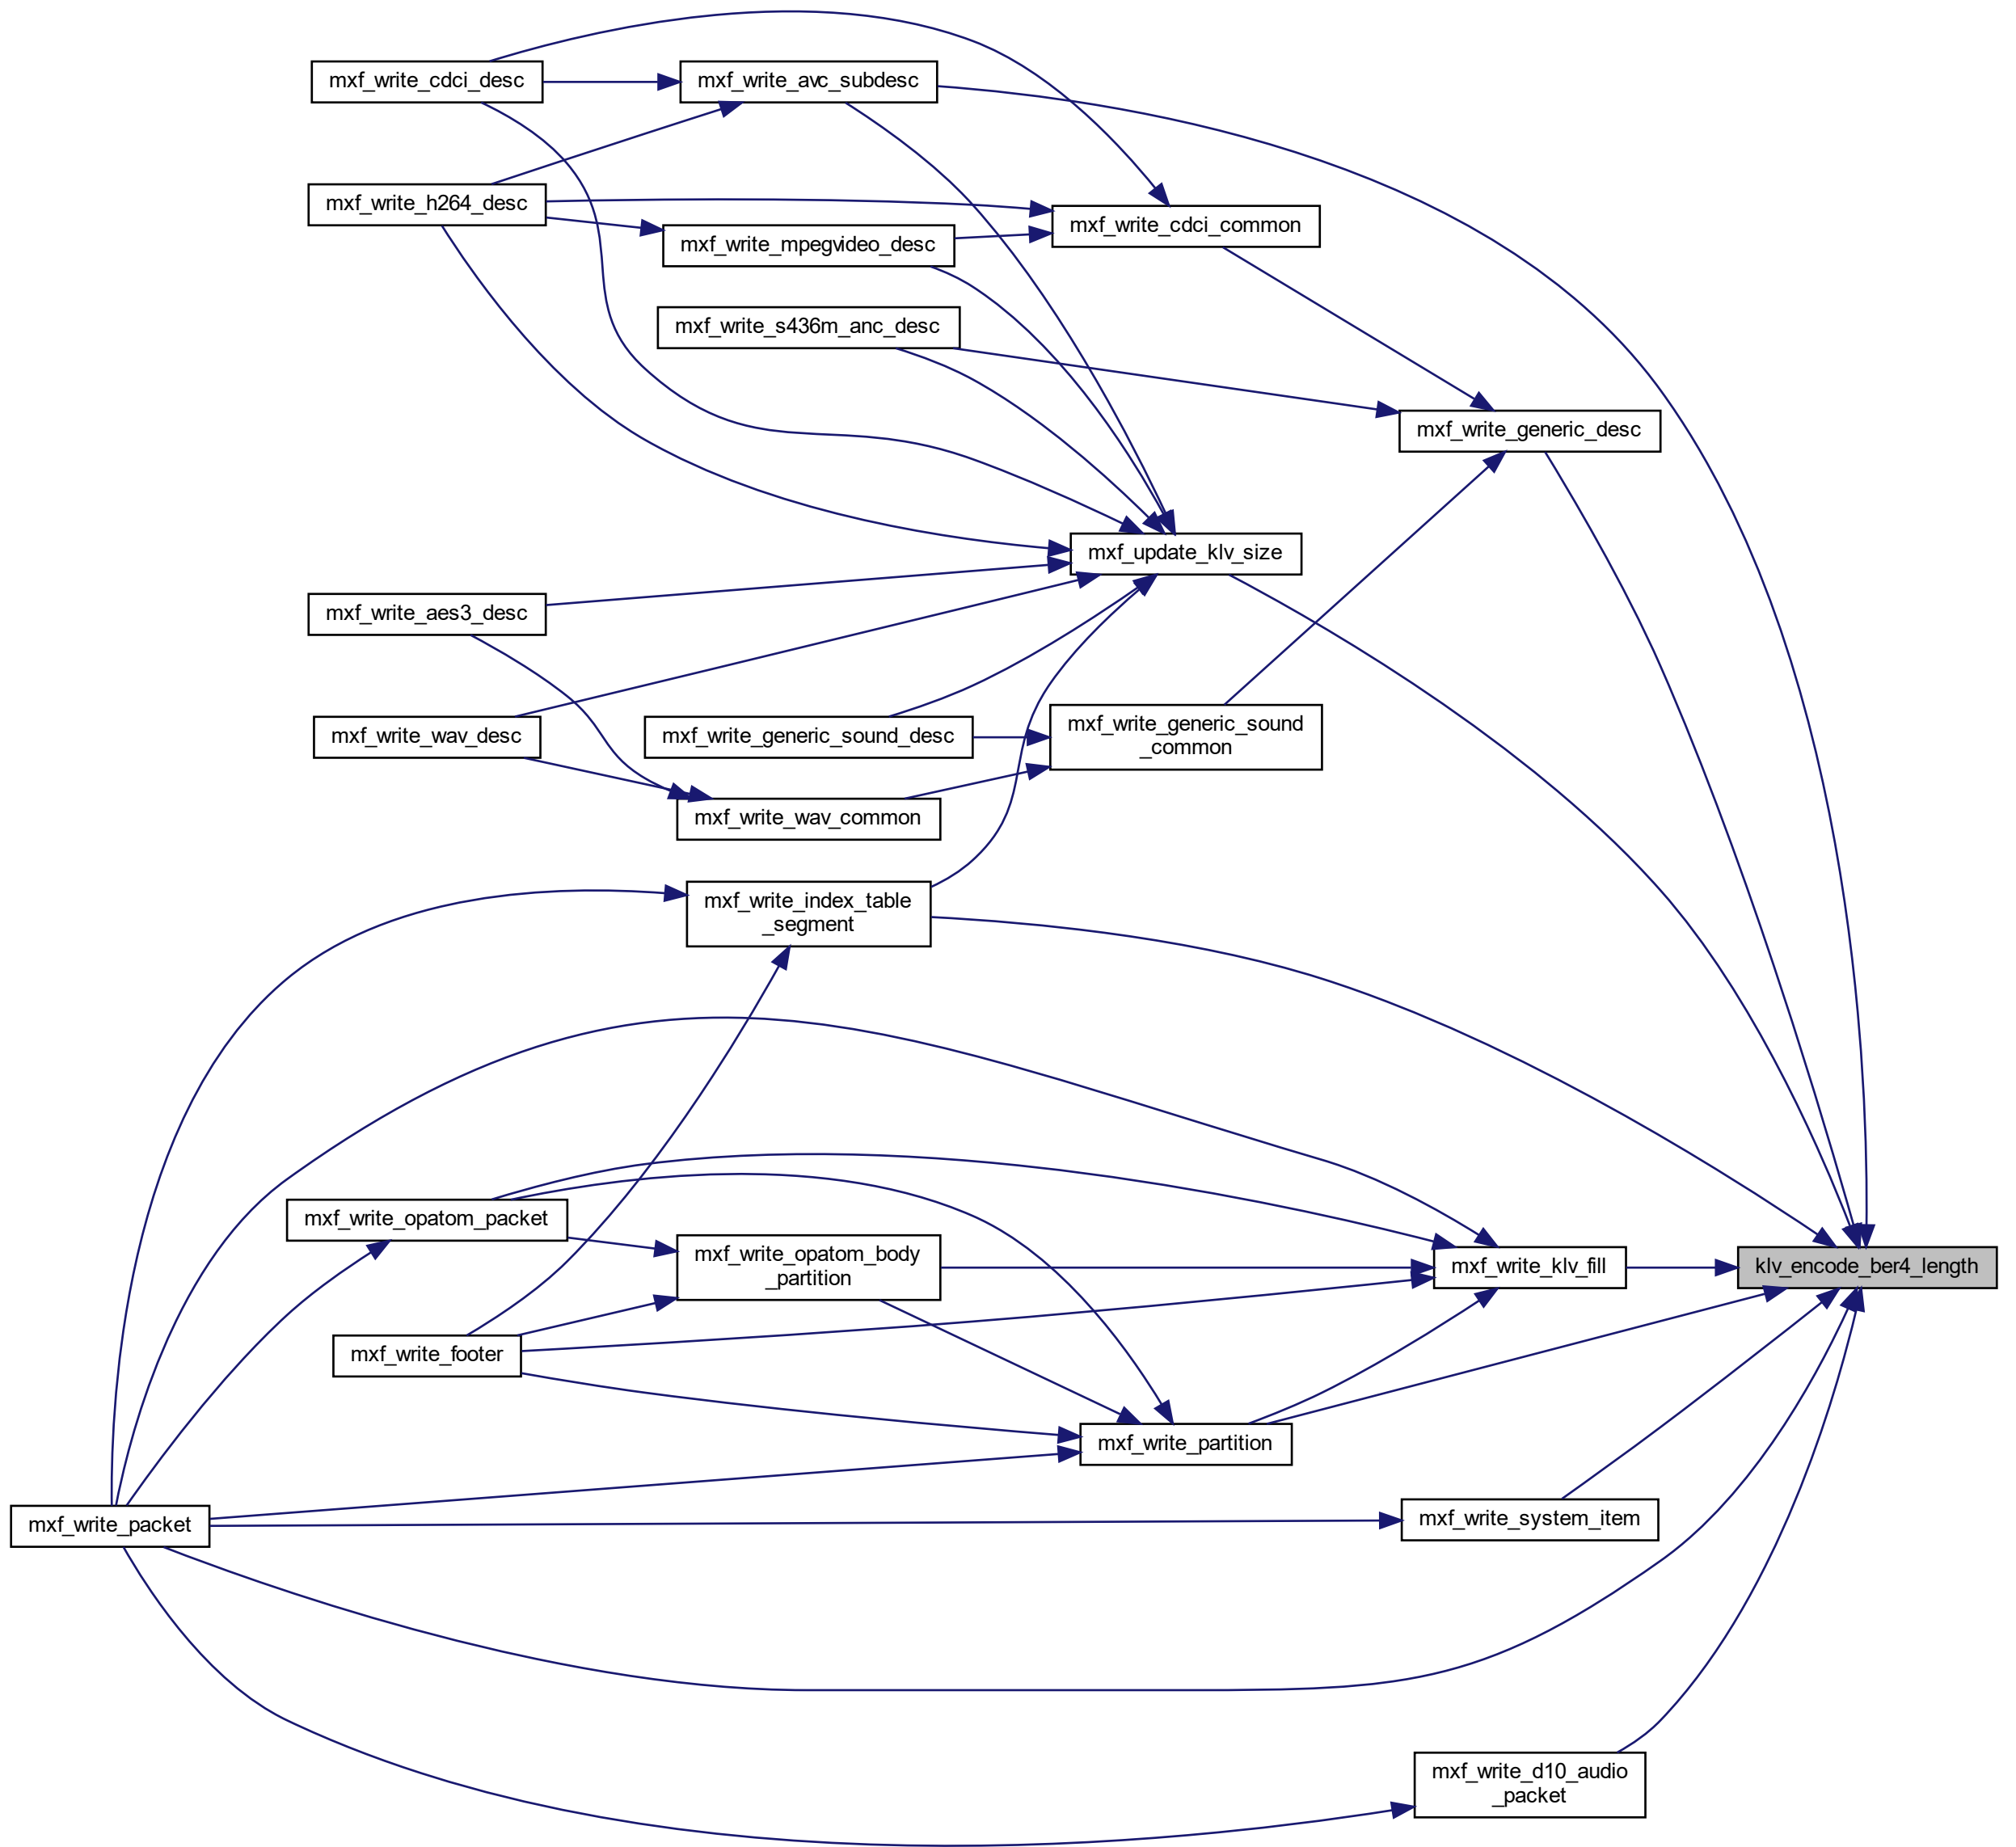 mxf_write_cdci_desc
mxf_write_avc_subdesc
mxf_write_h264_desc
mxf_write_cdci_common
mxf_write_mpegvideo_desc
mxf_write_s436m_anc_desc
mxf_write_generic_desc
mxf_update_klv_size
mxf_write_aes3_desc
mxf_write_wav_desc
mxf_write_generic_sound_desc
mxf_write_generic_sound
_common
mxf_write_wav_common
mxf_write_index_table
_segment
mxf_write_opatom_packet
mxf_write_opatom_body
_partition
mxf_write_klv_fill
klv_encode_ber4_length
mxf_write_footer
mxf_write_partition
mxf_write_packet
mxf_write_system_item
mxf_write_d10_audio
_packet